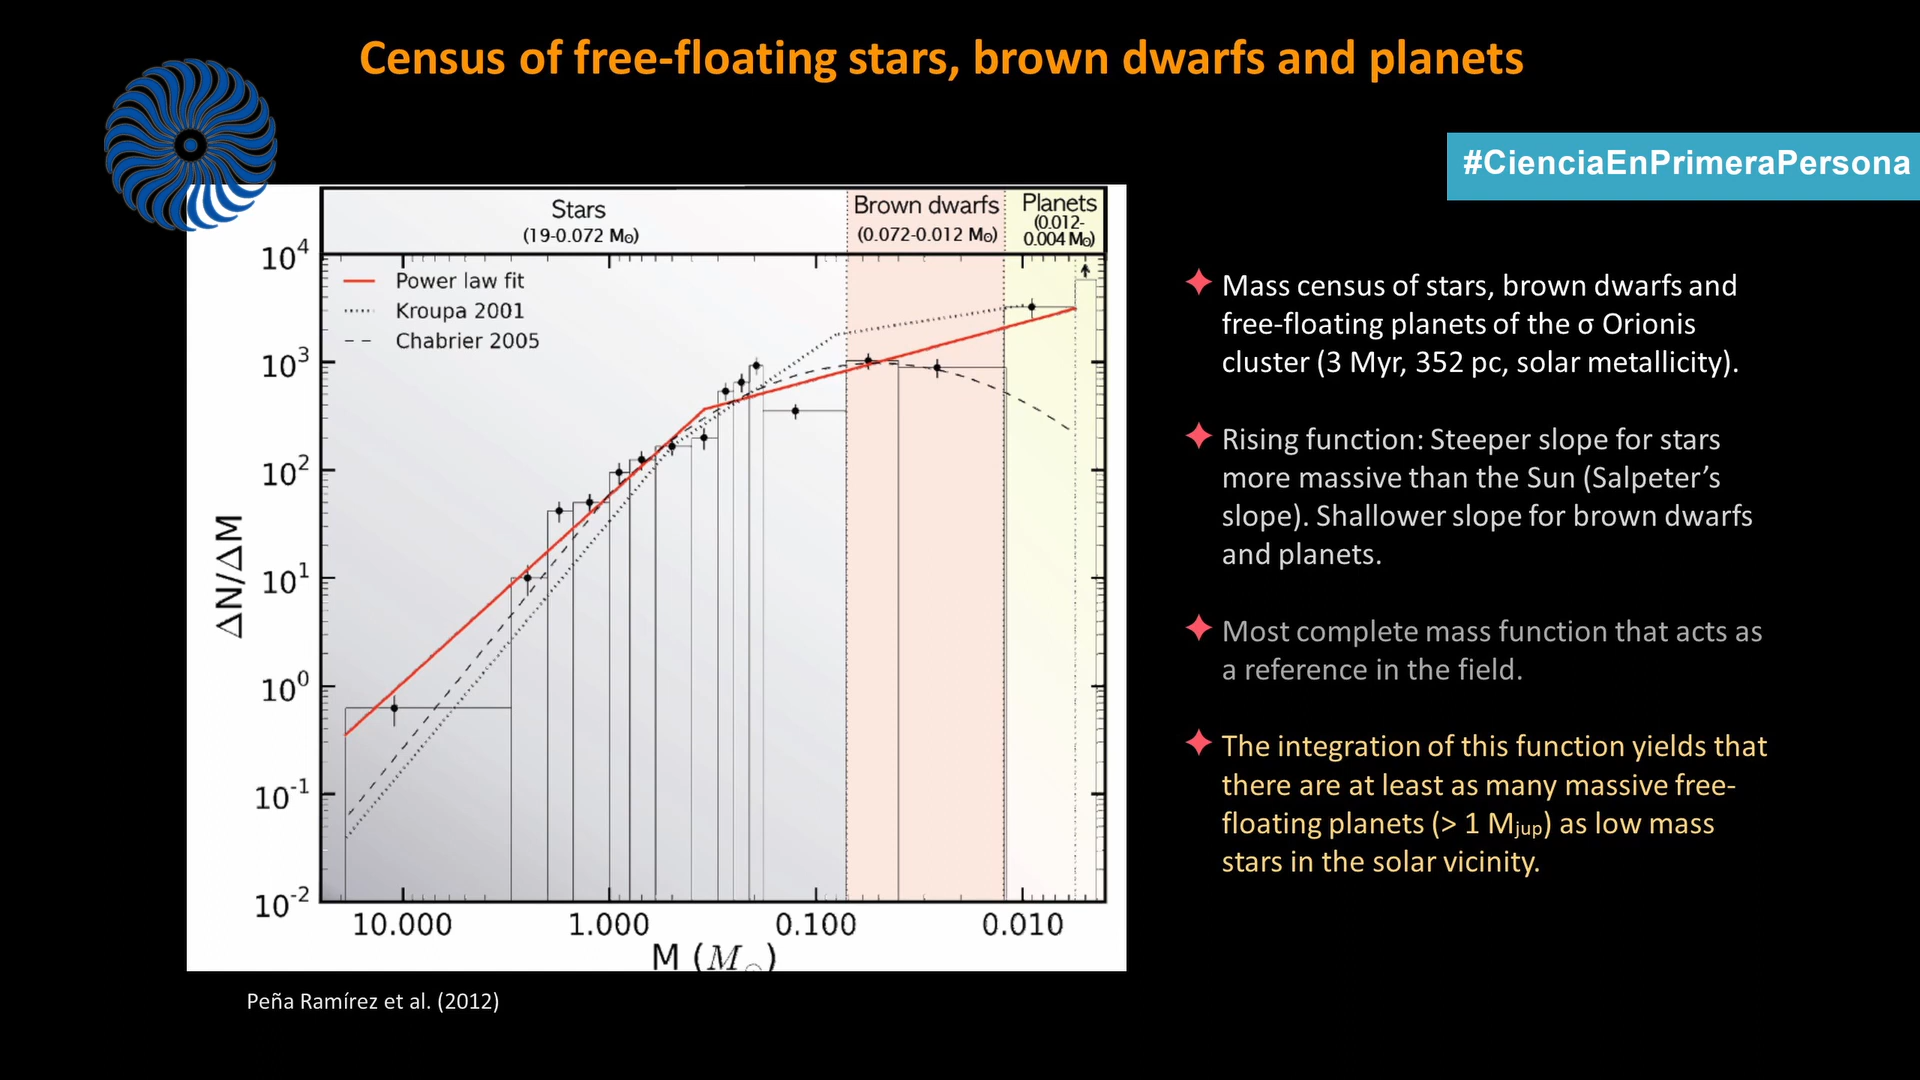 Census of free-floating stars, brown dwarfs and planets
#CienciaEnPrimeraPersona
Stars
(19-0.072 M⊙)
Brown dwarfs
(0.072-0.012 M⊙)
Planets
(0.012-
0.004 M⊙)
Power law fit
Kroupa 2001
Chabrier 2005
10⁴
10³
10²
10¹
10⁰
10⁻¹
10⁻²
ΔN/ΔM
10.000
1.000
0.100
0.010
M (M⊙)
Peña Ramírez et al. (2012)
Mass census of stars, brown dwarfs and
free-floating planets of the σ Orionis
cluster (3 Myr, 352 pc, solar metallicity).
Rising function: Steeper slope for stars
more massive than the Sun (Salpeter’s
slope). Shallower slope for brown dwarfs
and planets.
Most complete mass function that acts as
a reference in the field.
The integration of this function yields that
there are at least as many massive free-
floating planets (> 1 Mjup) as low mass
stars in the solar vicinity.